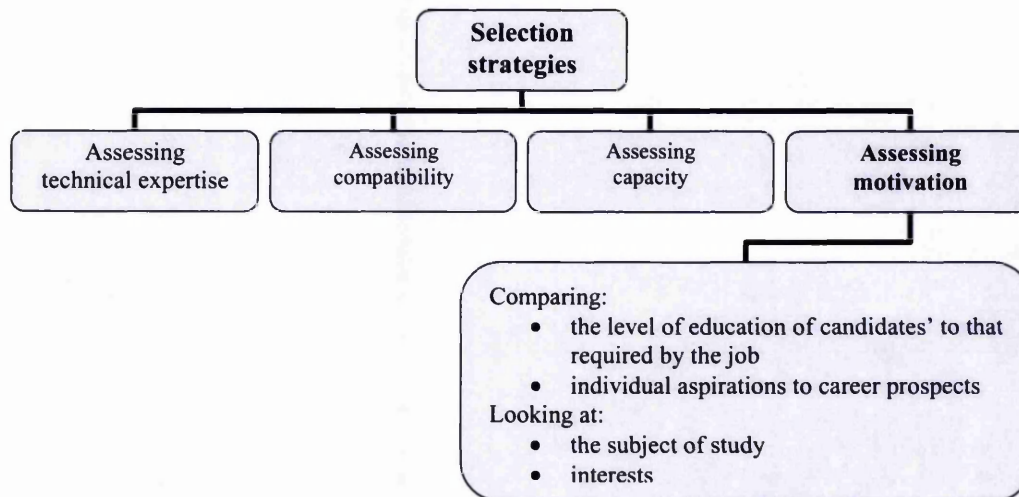 Selection
strategies
Assessing
technical expertise
Assessing
compatibility
Assessing
capacity
Assessing
motivation
Comparing:
• the level of education of candidates' to that
required by the job
• individual aspirations to career prospects
Looking at:
• the subject of study
• interests